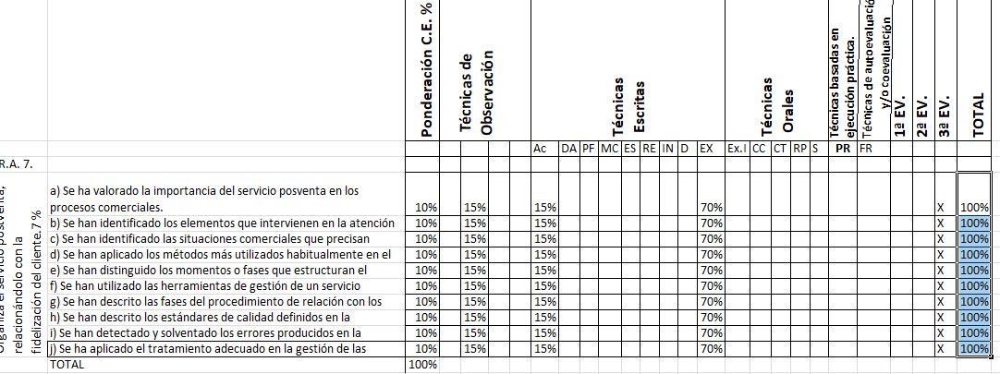 Ponderación C.E. %
Técnicas de
Observación
Técnicas
Escritas
Técnicas
Orales
Técnicas basadas en
ejecución práctica.
Técnicas de autoevaluació
y/o coevaluación
1ª EV.
2ª EV.
3ª EV.
TOTAL
Ac DA PF MC ES RE IN D EX Ex.I CC CT RP S PR FR
R.A. 7.
relacionándolo con la
fidelización del cliente.7 %
a) Se ha valorado la importancia del servicio posventa en los
procesos comerciales. 10% 15% 15% 70% X 100%
b) Se han identificado los elementos que intervienen en la atención 10% 15% 15% 70% X 100%
c) Se han identificado las situaciones comerciales que precisan 10% 15% 15% 70% X 100%
d) Se han aplicado los métodos más utilizados habitualmente en el 10% 15% 15% 70% X 100%
e) Se han distinguido los momentos o fases que estructuran el 10% 15% 15% 70% X 100%
f) Se han utilizado las herramientas de gestión de un servicio 10% 15% 15% 70% X 100%
g) Se han descrito las fases del procedimiento de relación con los 10% 15% 15% 70% X 100%
h) Se han descrito los estándares de calidad definidos en la 10% 15% 15% 70% X 100%
i) Se han detectado y solventado los errores producidos en la 10% 15% 15% 70% X 100%
j) Se ha aplicado el tratamiento adecuado en la gestión de las 10% 15% 15% 70% X 100%
TOTAL 100%